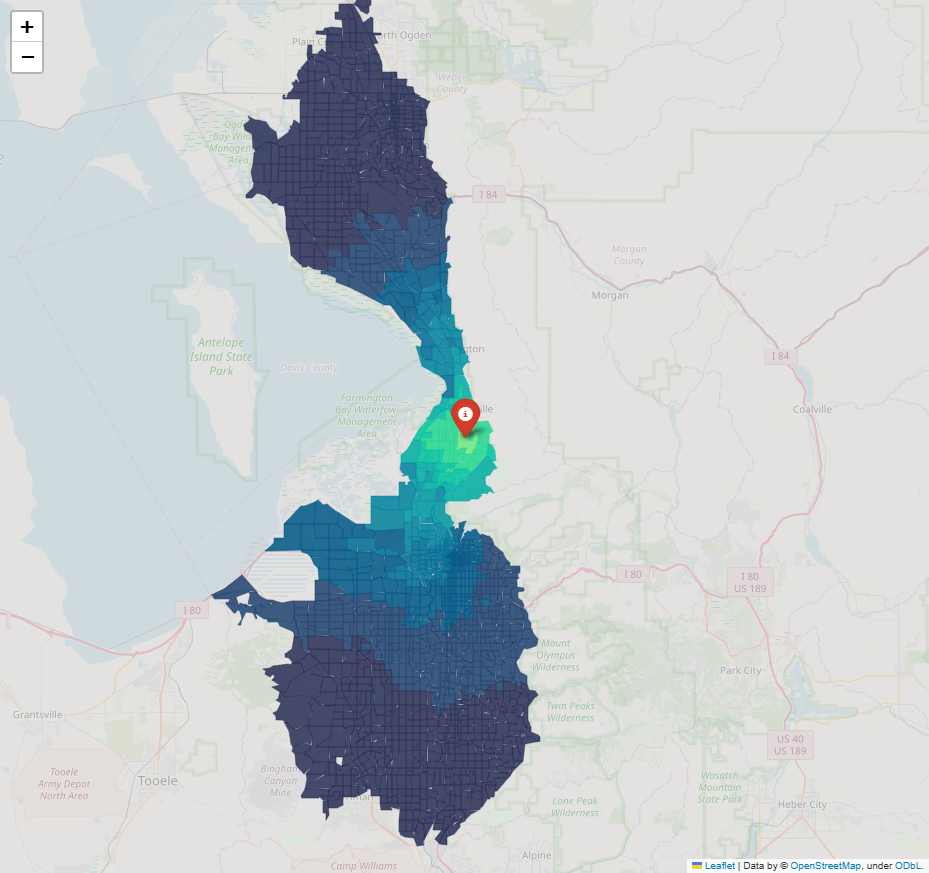 +
−
Plain C
rth Ogden
Weber
County
Ogd
Bay Wild
Managem
Area
I 84
Morgan
County
Morgan
Antelope
Island State
Park
Davis County
ton
I 84
Farmington
Bay Waterfowl
Management
Area
lle
Coalville
I 80
I 80
US 189
I 80
Mount
Olympus
Wilderness
Park City
Grantsville
Twin Peaks
Wilderness
US 40
US 189
Tooele
Army Depot
North Area
Tooele
Bingham
Canyon
Mine
Wasatch
Mountain
State Park
Lone Peak
Wilderness
Heber City
Camp Williams
Alpine
Leaflet | Data by © OpenStreetMap, under ODbL.